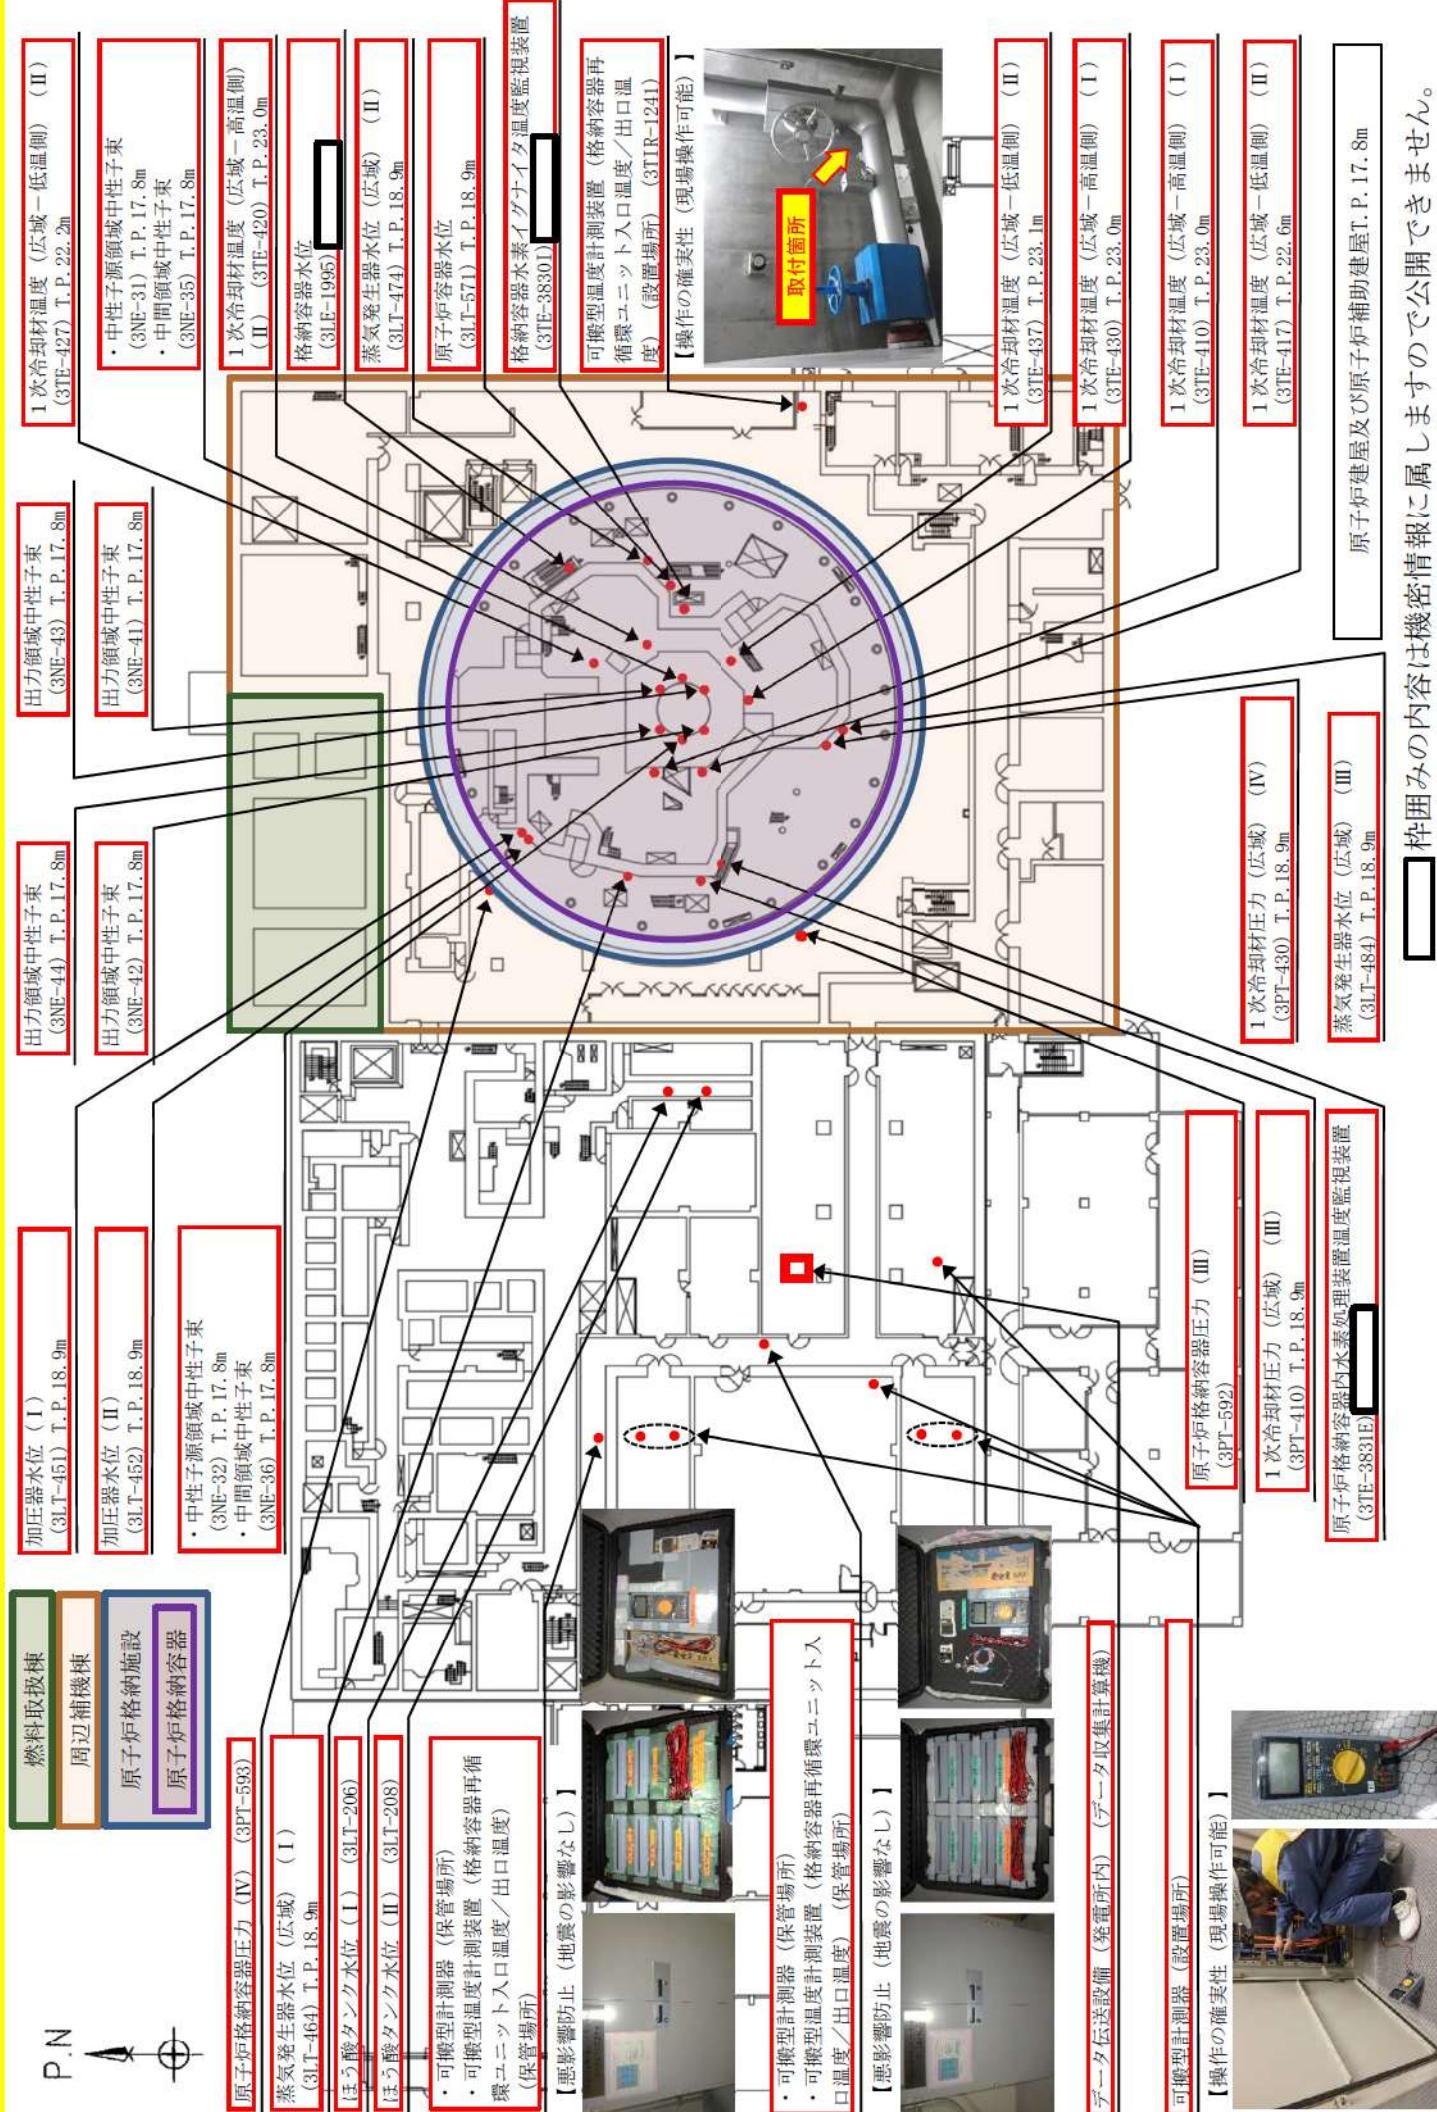 P.N
燃料取扱棟
周辺補機棟
原子炉格納施設
原子炉格納容器
加圧器水位（Ⅰ）
(3LT-451) T.P.18.9m
加圧器水位（Ⅱ）
(3LT-452) T.P.18.9m
・中性子源領域中性子束
(3NE-32) T.P.17.8m
・中間領域中性子束
(3NE-36) T.P.17.8m
出力領域中性子束
(3NE-44) T.P.17.8m
出力領域中性子束
(3NE-42) T.P.17.8m
出力領域中性子束
(3NE-43) T.P.17.8m
出力領域中性子束
(3NE-41) T.P.17.8m
1次冷却材温度（広域－低温側）（Ⅱ）
(3TE-427) T.P.22.2m
・中性子源領域中性子束
(3NE-31) T.P.17.8m
・中間領域中性子束
(3NE-35) T.P.17.8m
1次冷却材温度（広域－高温側）
（Ⅱ）（3TE-420）T.P.23.0m
格納容器水位
(3LE-1995)
蒸気発生器水位（広域）（Ⅱ）
(3LT-474) T.P.18.9m
原子炉容器水位
(3LT-571) T.P.18.9m
格納容器水素イグナイタ温度監視装置
(3TE-3830I)
可搬型温度計測装置（格納容器再
循環ユニット入口温度／出口温
度）（設置場所）（3TIR-1241）
【操作の確実性（現場操作可能）】
取付箇所
1次冷却材温度（広域－低温側）（Ⅱ）
(3TE-437) T.P.23.1m
1次冷却材温度（広域－高温側）（Ⅰ）
(3TE-430) T.P.23.0m
1次冷却材温度（広域－高温側）（Ⅰ）
(3TE-410) T.P.23.0m
1次冷却材温度（広域－低温側）（Ⅱ）
(3TE-417) T.P.22.6m
原子炉格納容器圧力（Ⅳ）（3PT-593）
蒸気発生器水位（広域）（Ⅰ）
(3LT-464) T.P.18.9m
ほう酸タンク水位（Ⅰ）（3LT-206）
ほう酸タンク水位（Ⅱ）（3LT-208）
・可搬型計測器（保管場所）
・可搬型温度計測装置（格納容器再循
環ユニット入口温度／出口温度）
（保管場所）
【悪影響防止（地震の影響なし）】
・可搬型計測器（保管場所）
・可搬型温度計測装置（格納容器再循環ユニット入
口温度／出口温度）（保管場所）
【悪影響防止（地震の影響なし）】
データ伝送設備（発電所内）（データ収集計算機）
可搬型計測器（設置場所）
【操作の確実性（現場操作可能）】
原子炉格納容器圧力（Ⅲ）
(3PT-592)
1次冷却材圧力（広域）（Ⅲ）
(3PT-410) T.P.18.9m
原子炉格納容器内水素処理装置温度監視装置
(3TE-3831E)
1次冷却材圧力（広域）（Ⅳ）
(3PT-430) T.P.18.9m
蒸気発生器水位（広域）（Ⅲ）
(3LT-484) T.P.18.9m
原子炉建屋及び原子炉補助建屋T.P.17.8m
枠囲みの内容は機密情報に属しますので公開できません。